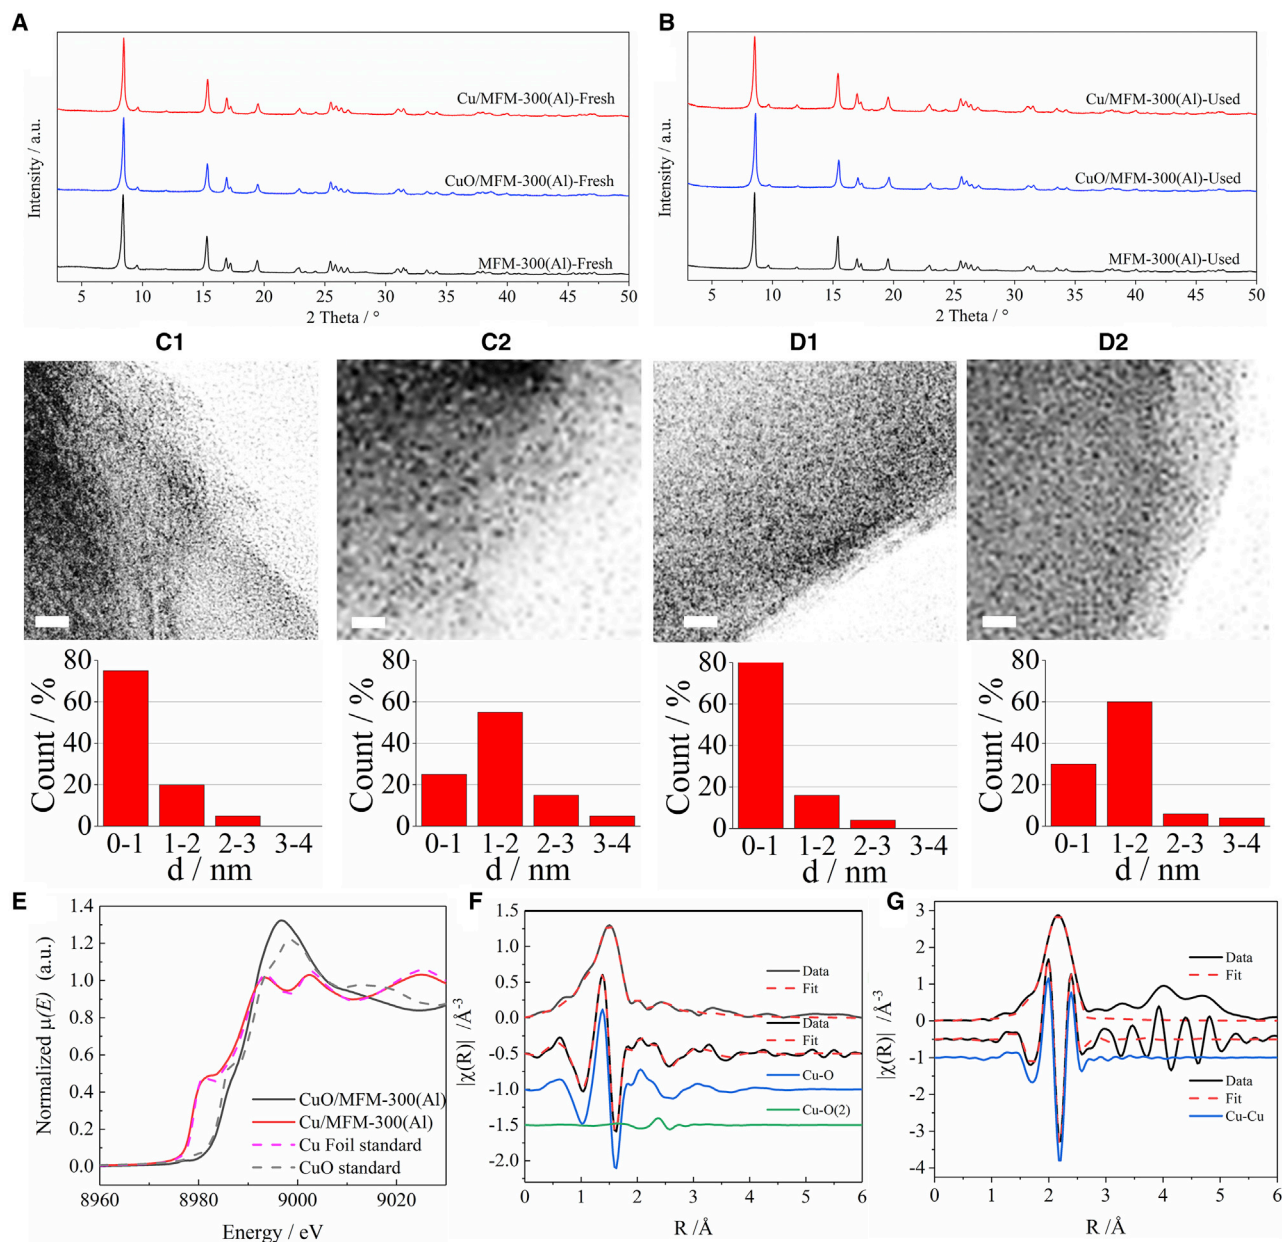 A
B
Cu/MFM-300(Al)-Fresh
CuO/MFM-300(Al)-Fresh
MFM-300(Al)-Fresh
Intensity / a.u.
5 10 15 20 25 30 35 40 45 50
2 Theta / °
Cu/MFM-300(Al)-Used
CuO/MFM-300(Al)-Used
MFM-300(Al)-Used
Intensity / a.u.
5 10 15 20 25 30 35 40 45 50
2 Theta / °
C1
C2
D1
D2
Count / %
80
60
40
20
0
0-1 1-2 2-3 3-4
d / nm
Count / %
80
60
40
20
0
0-1 1-2 2-3 3-4
d / nm
Count / %
80
60
40
20
0
0-1 1-2 2-3 3-4
d / nm
Count / %
80
60
40
20
0
0-1 1-2 2-3 3-4
d / nm
E
Normalized μ(E) (a.u.)
1.4
1.2
1.0
0.8
0.6
0.4
0.2
0.0
CuO/MFM-300(Al)
Cu/MFM-300(Al)
Cu Foil standard
CuO standard
8960 8980 9000 9020
Energy / eV
F
|χ(R)| /Å⁻³
1.5
1.0
0.5
0.0
-0.5
-1.0
-1.5
-2.0
Data
Fit
Data
Fit
Cu-O
Cu-O(2)
0 1 2 3 4 5 6
R /Å
G
|χ(R)| /Å⁻³
3
2
1
0
-1
-2
-3
-4
Data
Fit
Data
Fit
Cu-Cu
0 1 2 3 4 5 6
R /Å